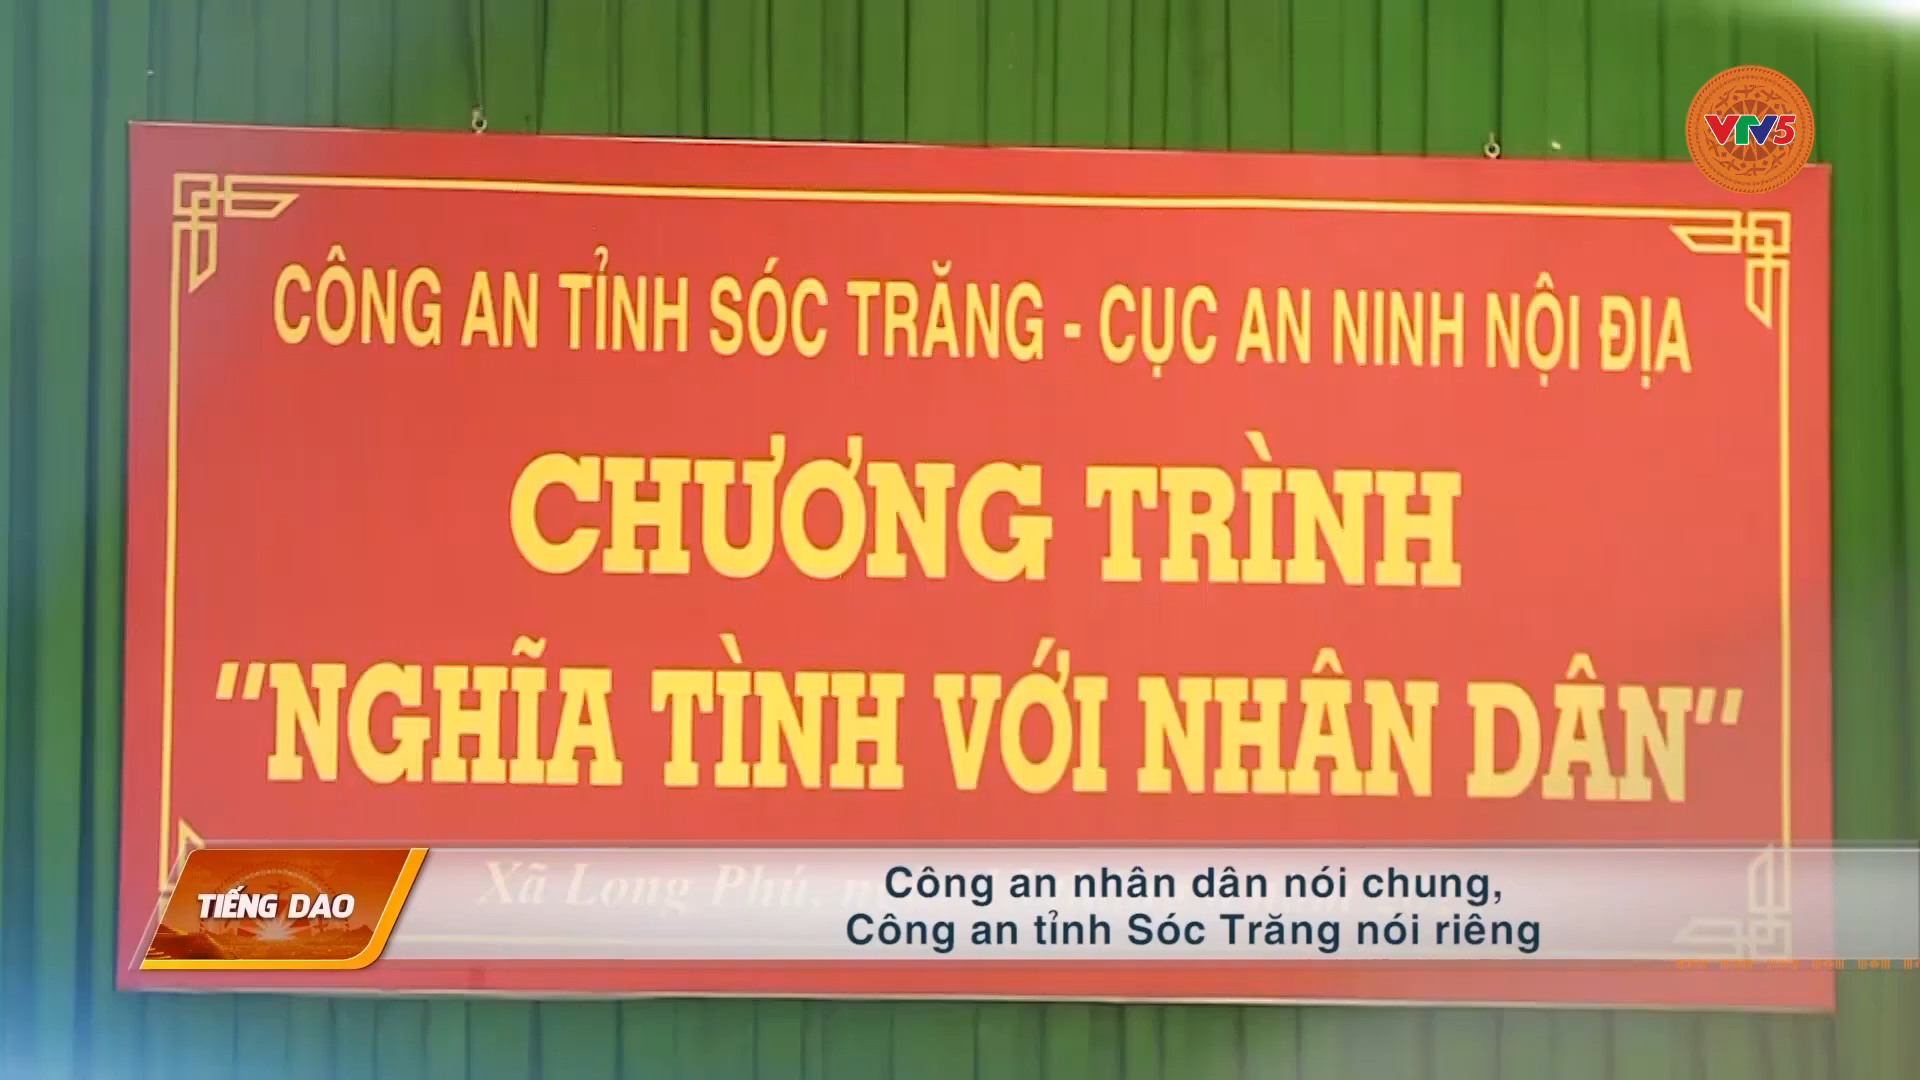 VTV5
CÔNG AN TỈNH SÓC TRĂNG - CỤC AN NINH NỘI ĐỊA
CHƯƠNG TRÌNH
"NGHĨA TÌNH VỚI NHÂN DÂN"
Xã Long Phú,
TIẾNG DAO
Công an nhân dân nói chung,
Công an tỉnh Sóc Trăng nói riêng